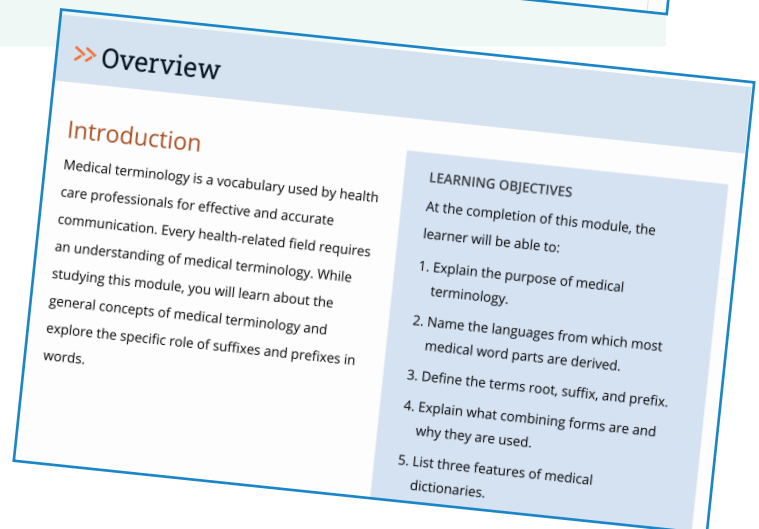 Overview
Introduction
Medical terminology is a vocabulary used by health
care professionals for effective and accurate
communication. Every health-related field requires
an understanding of medical terminology. While
studying this module, you will learn about the
general concepts of medical terminology and
explore the specific role of suffixes and prefixes in
words.
LEARNING OBJECTIVES
At the completion of this module, the
learner will be able to:
1. Explain the purpose of medical
terminology.
2. Name the languages from which most
medical word parts are derived.
3. Define the terms root, suffix, and prefix.
4. Explain what combining forms are and
why they are used.
5. List three features of medical
dictionaries.